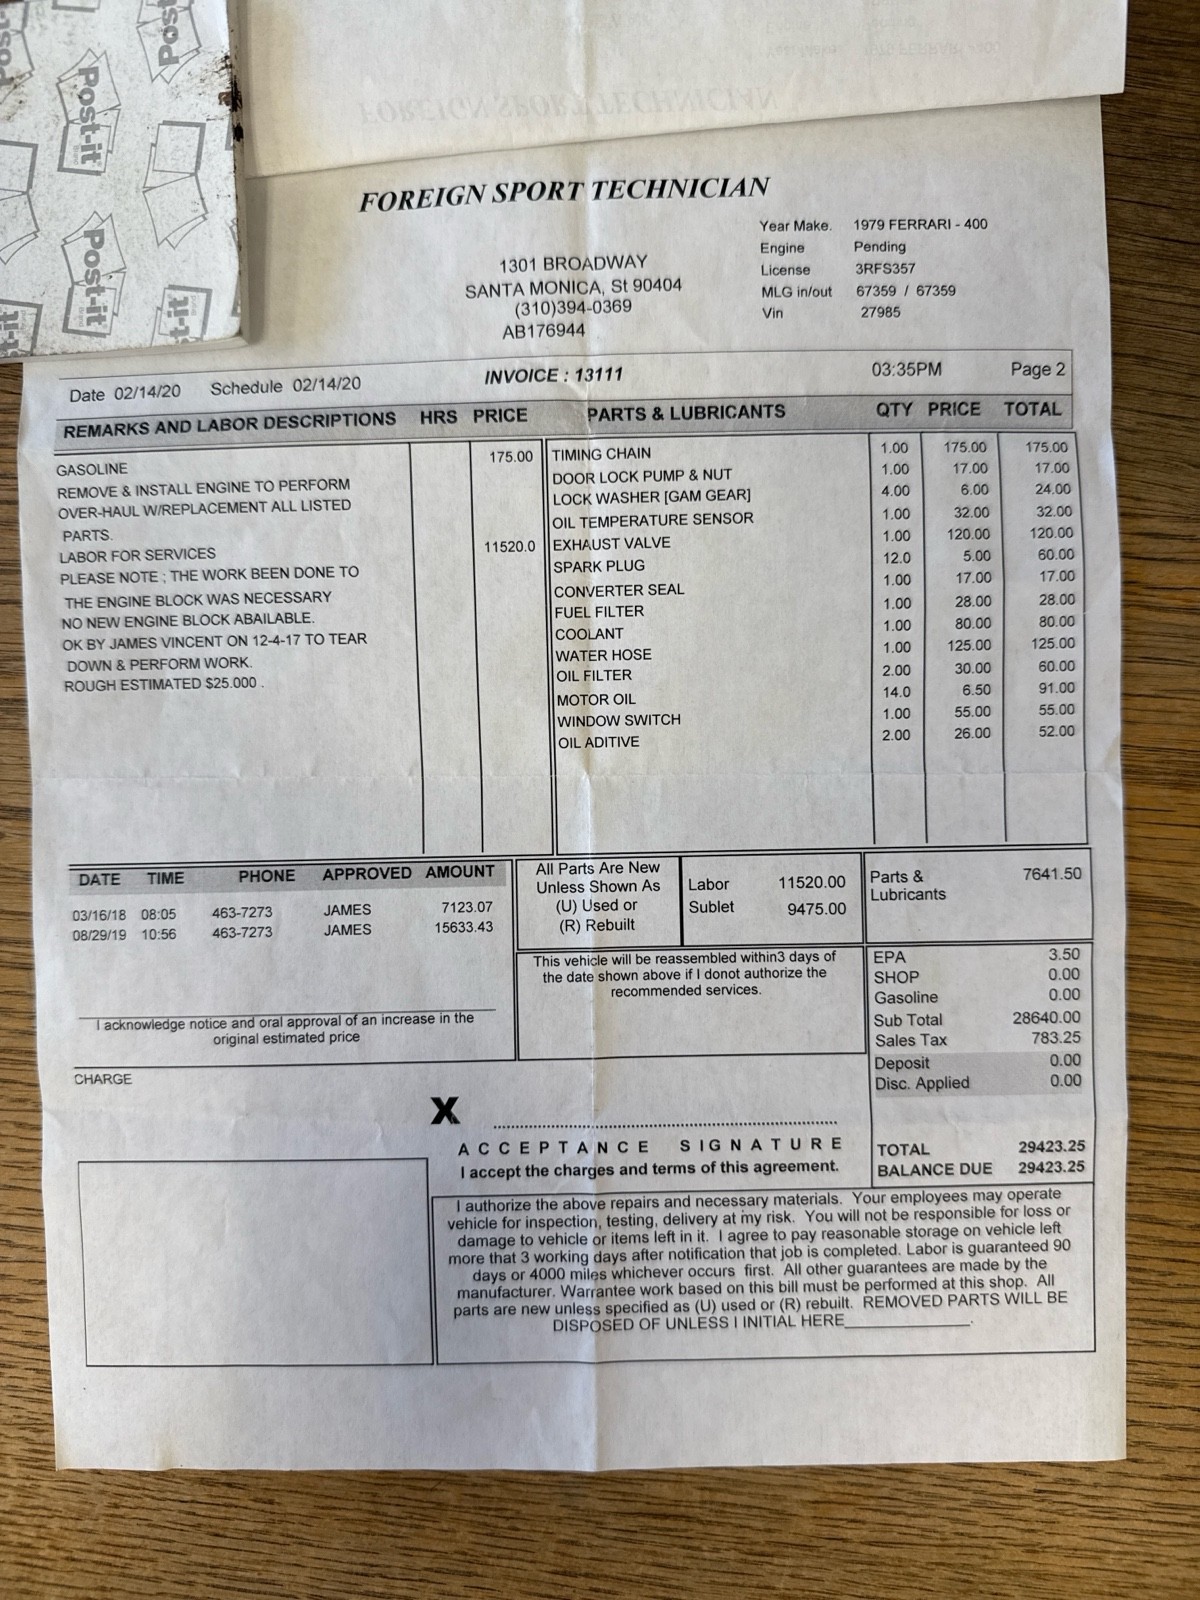 Post-it
Post-it
Post-it
Post-it
FOREIGN SPORT TECHNICIAN
FOREIGN SPORT TECHNICIAN
1301 BROADWAY
SANTA MONICA, St 90404
(310)394-0369
AB176944
Year Make. 1979 FERRARI - 400
Engine Pending
License 3RFS357
MLG in/out 67359 / 67359
Vin 27985
Date 02/14/20 Schedule 02/14/20 INVOICE : 13111 03:35PM Page 2
REMARKS AND LABOR DESCRIPTIONS HRS PRICE PARTS & LUBRICANTS QTY PRICE TOTAL
GASOLINE 175.00
REMOVE & INSTALL ENGINE TO PERFORM
OVER-HAUL W/REPLACEMENT ALL LISTED
PARTS.
LABOR FOR SERVICES 11520.0
PLEASE NOTE ; THE WORK BEEN DONE TO
THE ENGINE BLOCK WAS NECESSARY
NO NEW ENGINE BLOCK ABAILABLE.
OK BY JAMES VINCENT ON 12-4-17 TO TEAR
DOWN & PERFORM WORK.
ROUGH ESTIMATED $25.000 .
TIMING CHAIN 1.00 175.00 175.00
DOOR LOCK PUMP & NUT 1.00 17.00 17.00
LOCK WASHER [GAM GEAR] 4.00 6.00 24.00
OIL TEMPERATURE SENSOR 1.00 32.00 32.00
EXHAUST VALVE 1.00 120.00 120.00
SPARK PLUG 12.0 5.00 60.00
CONVERTER SEAL 1.00 17.00 17.00
FUEL FILTER 1.00 28.00 28.00
COOLANT 1.00 80.00 80.00
WATER HOSE 1.00 125.00 125.00
OIL FILTER 2.00 30.00 60.00
MOTOR OIL 14.0 6.50 91.00
WINDOW SWITCH 1.00 55.00 55.00
OIL ADITIVE 2.00 26.00 52.00
DATE TIME PHONE APPROVED AMOUNT
03/16/18 08:05 463-7273 JAMES 7123.07
08/29/19 10:56 463-7273 JAMES 15633.43
I acknowledge notice and oral approval of an increase in the
original estimated price
All Parts Are New
Unless Shown As
(U) Used or
(R) Rebuilt
Labor 11520.00
Sublet 9475.00
Parts & 7641.50
Lubricants
This vehicle will be reassembled within3 days of
the date shown above if I donot authorize the
recommended services.
EPA 3.50
SHOP 0.00
Gasoline 0.00
Sub Total 28640.00
Sales Tax 783.25
Deposit 0.00
Disc. Applied 0.00
TOTAL 29423.25
BALANCE DUE 29423.25
CHARGE
X
ACCEPTANCE SIGNATURE
I accept the charges and terms of this agreement.
I authorize the above repairs and necessary materials. Your employees may operate
vehicle for inspection, testing, delivery at my risk. You will not be responsible for loss or
damage to vehicle or items left in it. I agree to pay reasonable storage on vehicle left
more that 3 working days after notification that job is completed. Labor is guaranteed 90
days or 4000 miles whichever occurs first. All other guarantees are made by the
manufacturer. Warrantee work based on this bill must be performed at this shop. All
parts are new unless specified as (U) used or (R) rebuilt. REMOVED PARTS WILL BE
DISPOSED OF UNLESS I INITIAL HERE